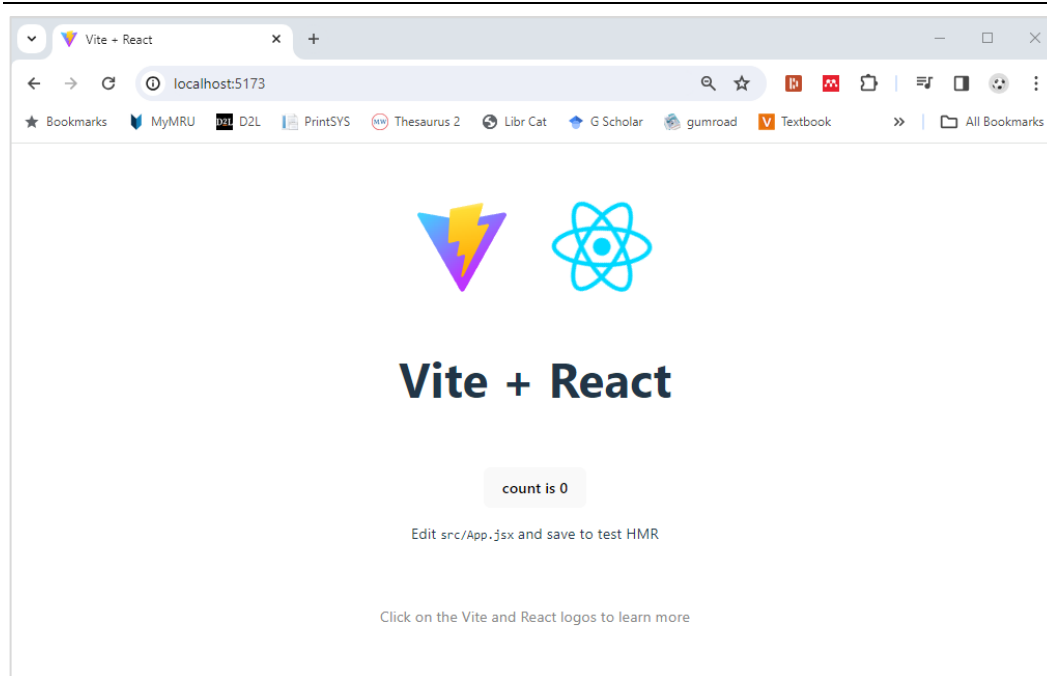 Vite + React
localhost:5173
Bookmarks MyMRU D2L D2L PrintSYS MW Thesaurus 2 Libr Cat G Scholar gumroad V Textbook » All Bookmarks
Vite + React
count is 0
Edit src/App.jsx and save to test HMR
Click on the Vite and React logos to learn more